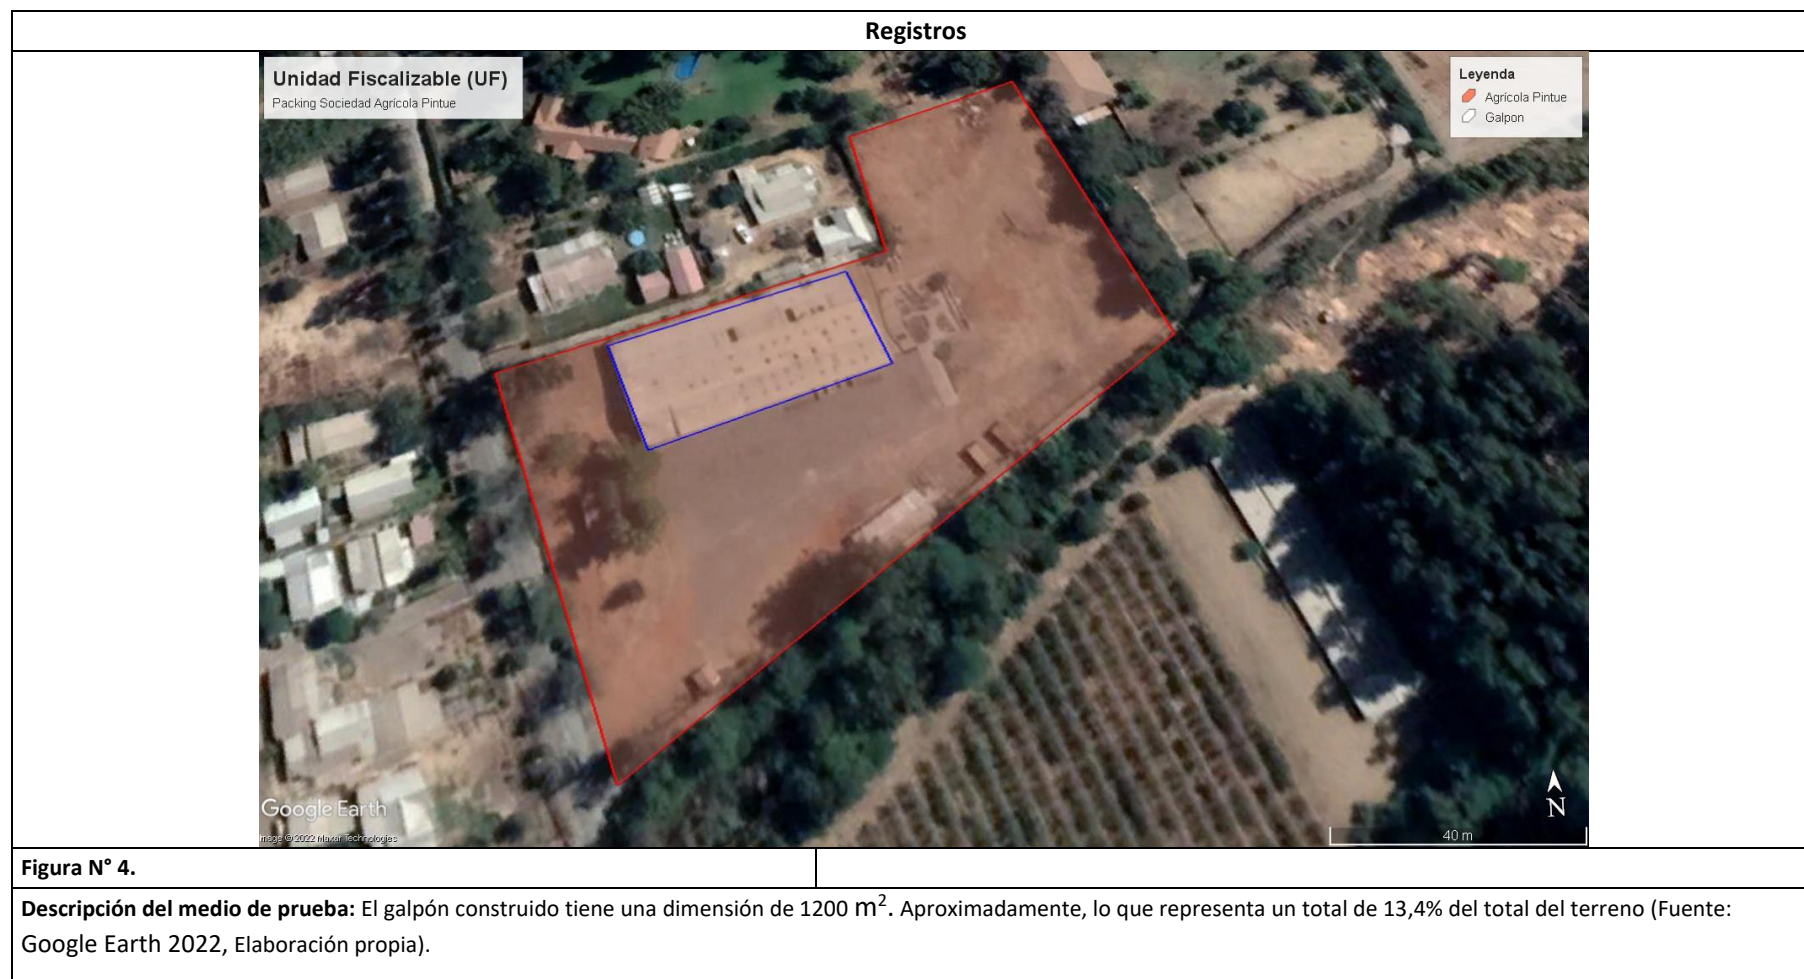 Registros
Unidad Fiscalizable (UF)
Packing Sociedad Agrícola Pintue
Leyenda
Agrícola Pintue
Galpon
Google Earth
Image © 2022 Maxar Technologies
N
40 m
Figura N° 4.
Descripción del medio de prueba: El galpón construido tiene una dimensión de 1200 m². Aproximadamente, lo que representa un total de 13,4% del total del terreno (Fuente:
Google Earth 2022, Elaboración propia).